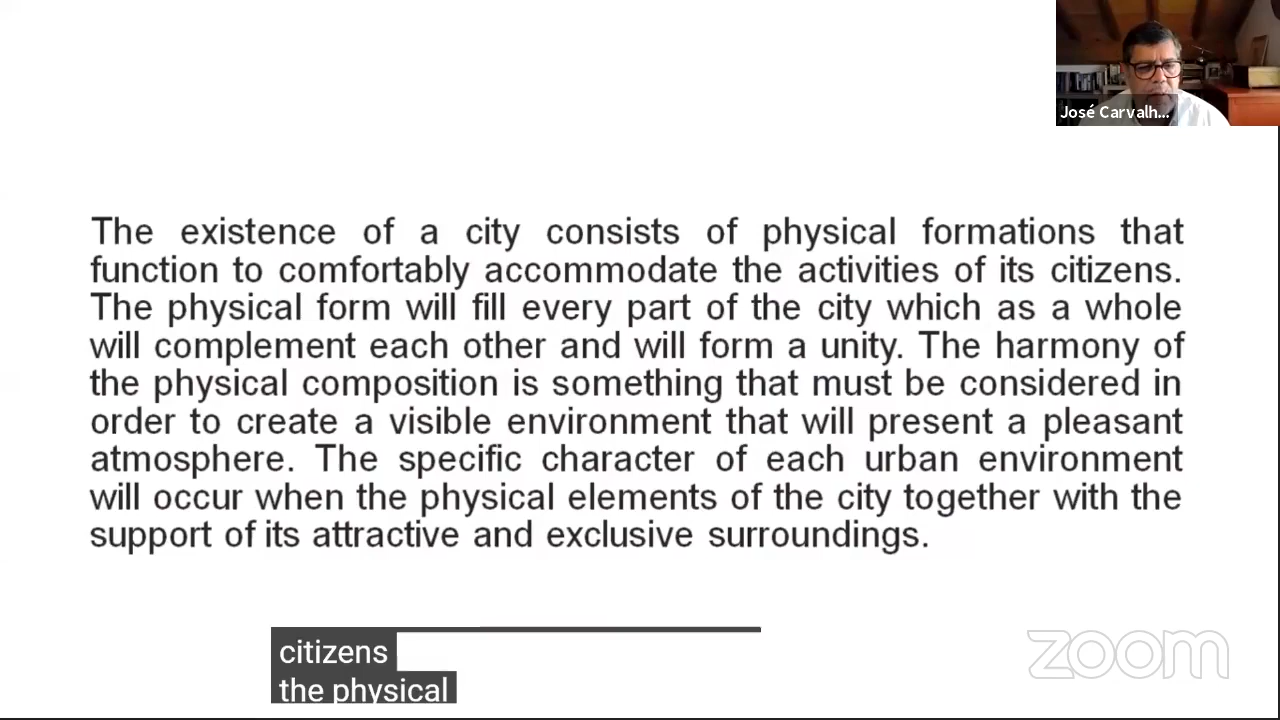 José Carvalh...
The existence of a city consists of physical formations that
function to comfortably accommodate the activities of its citizens.
The physical form will fill every part of the city which as a whole
will complement each other and will form a unity. The harmony of
the physical composition is something that must be considered in
order to create a visible environment that will present a pleasant
atmosphere. The specific character of each urban environment
will occur when the physical elements of the city together with the
support of its attractive and exclusive surroundings.
citizens
the physical
zoom